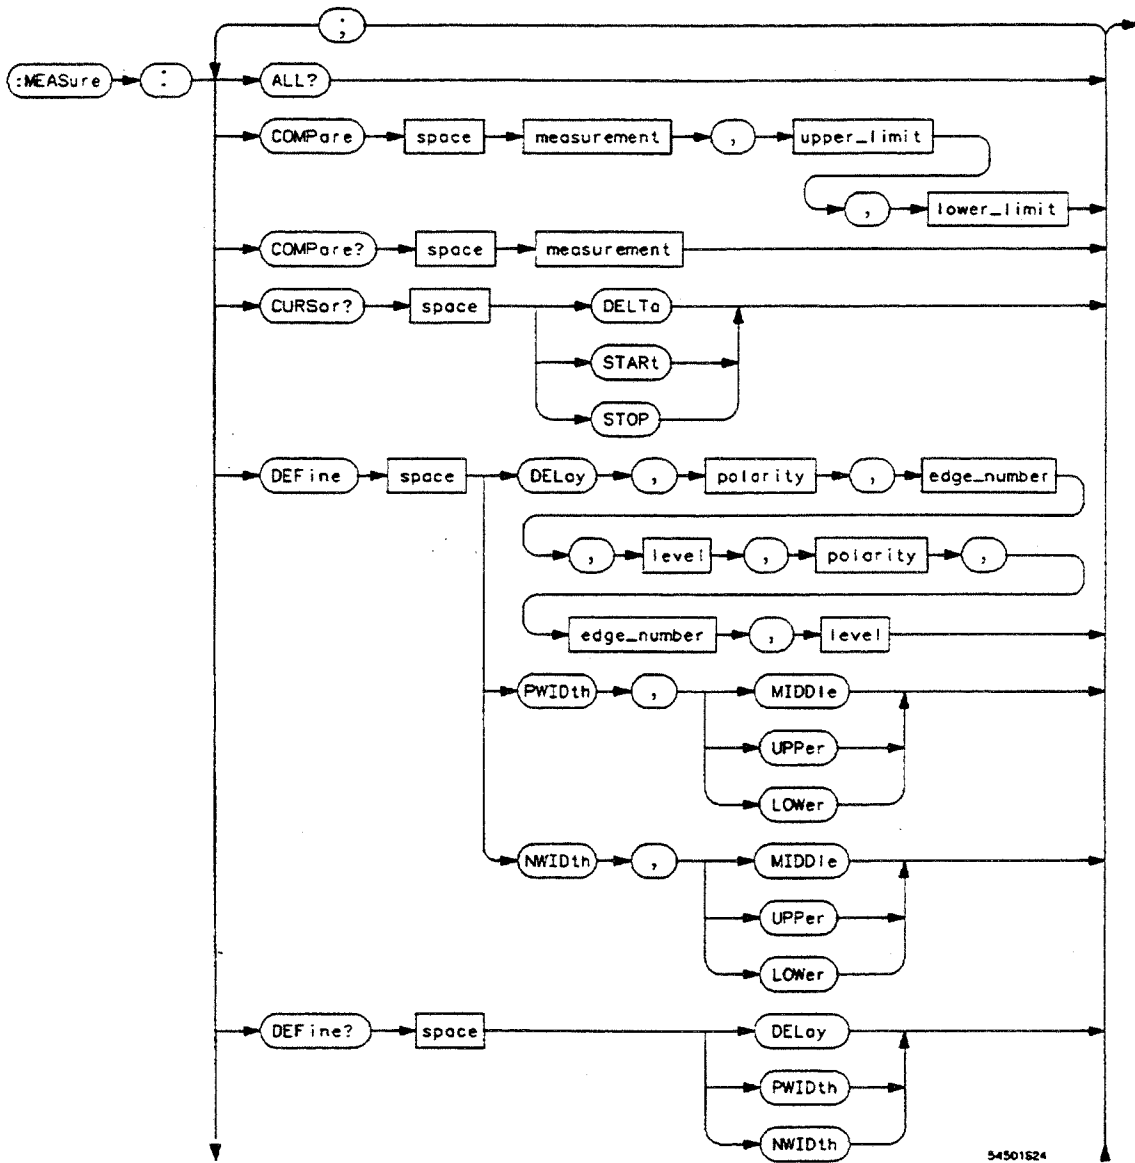 ;
:MEASure :
ALL?
COMPare space measurement , upper_limit
, lower_limit
COMPare? space measurement
CURSor? space DELTa
STARt
STOP
DEFine space DELay , polarity , edge_number
, level , polarity ,
edge_number , level
PWIDth , MIDDle
UPPer
LOWer
NWIDth , MIDDle
UPPer
LOWer
DEFine? space DELay
PWIDth
NWIDth
54501S24